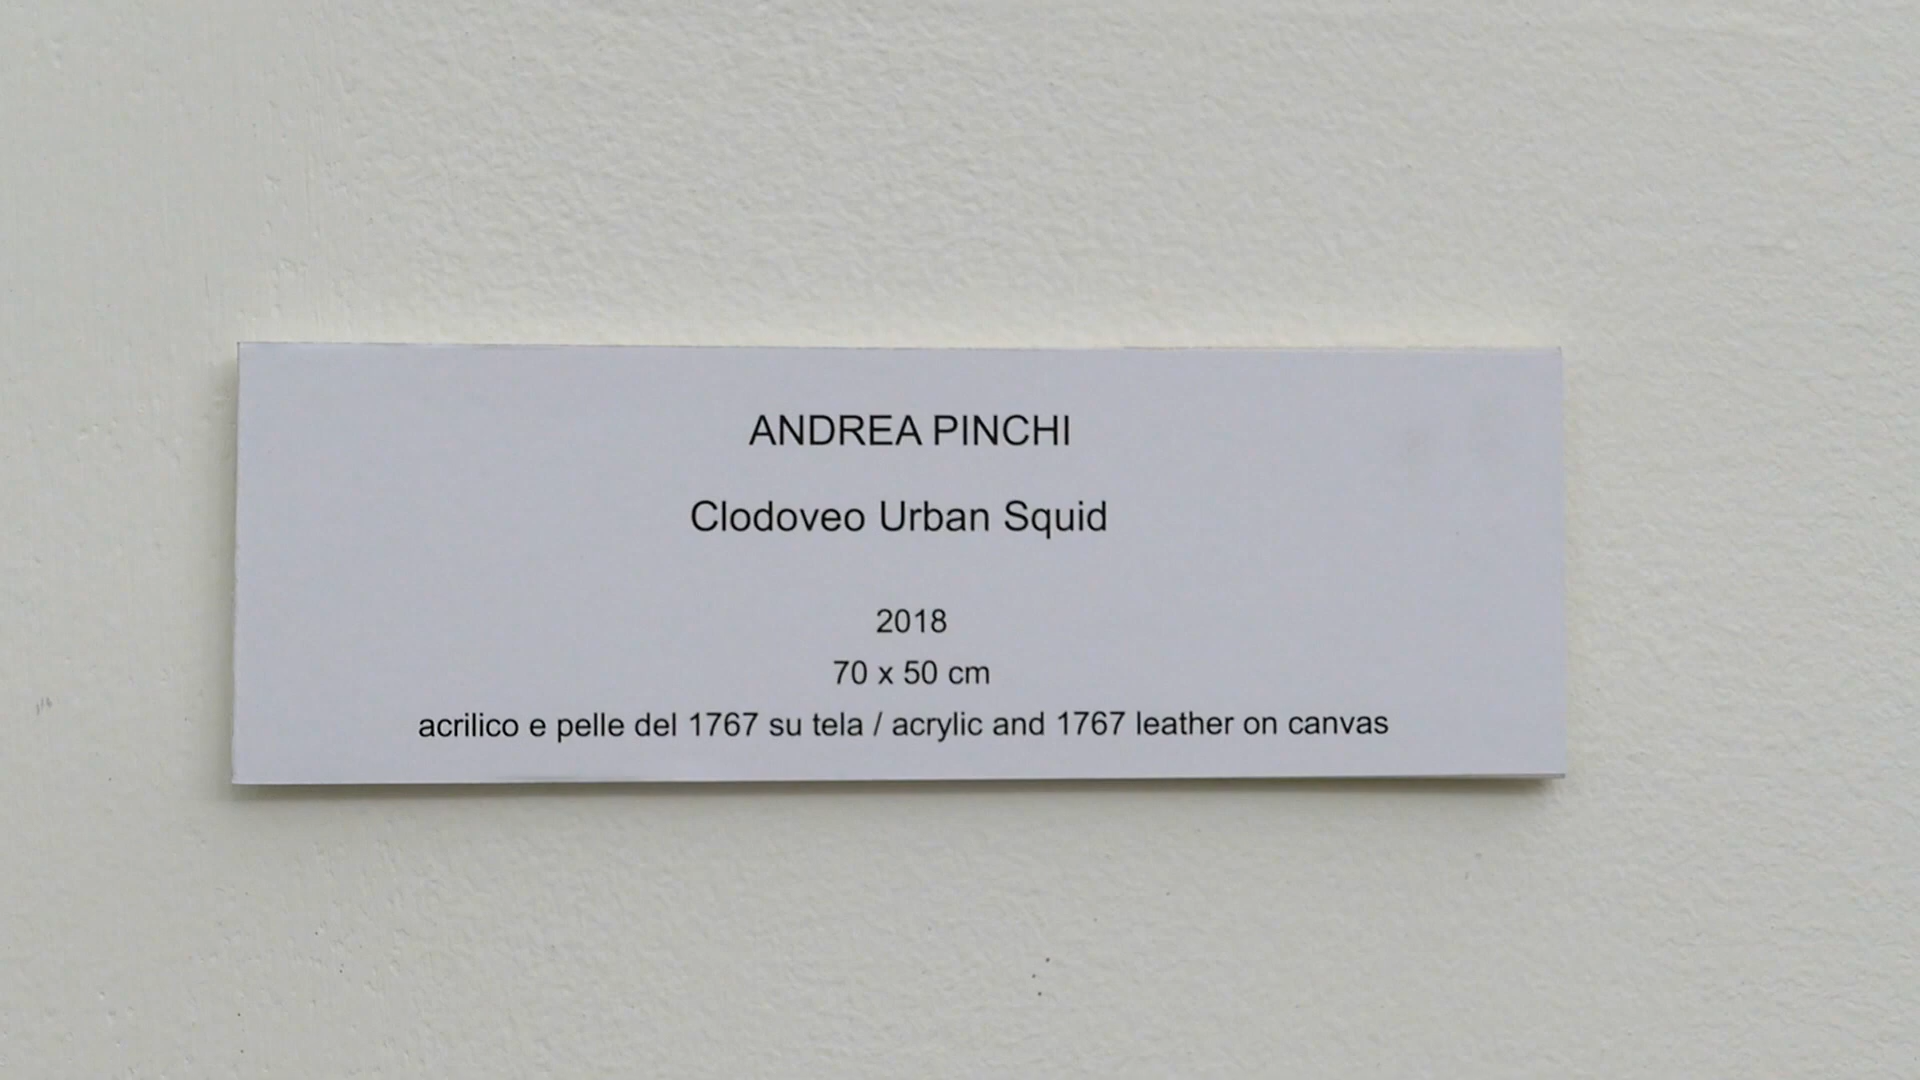 ANDREA PINCHI
Clodoveo Urban Squid
2018
70 x 50 cm
acrilico e pelle del 1767 su tela / acrylic and 1767 leather on canvas